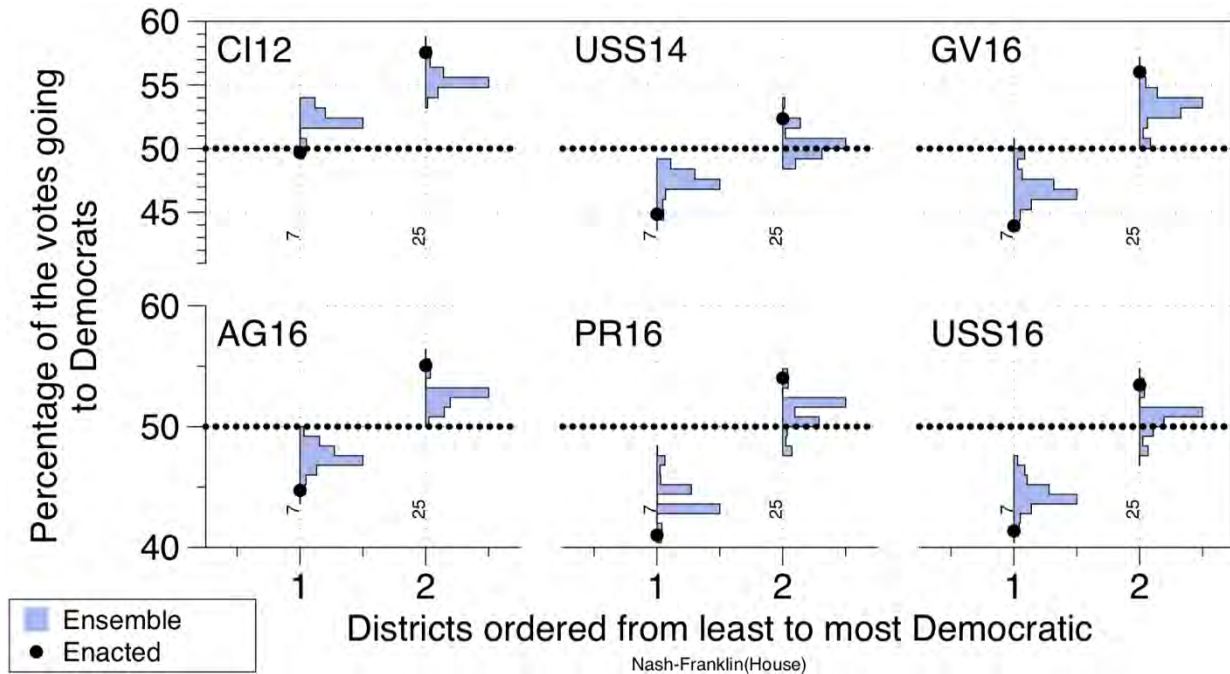 Percentage of the votes going
to Democrats
60
55
50
45
CI12
7
25
USS14
7
25
GV16
7
25
60
50
40
AG16
7
25
PR16
7
25
USS16
7
25
1 2 1 2 1 2
Ensemble
Enacted
Districts ordered from least to most Democratic
Nash-Franklin(House)